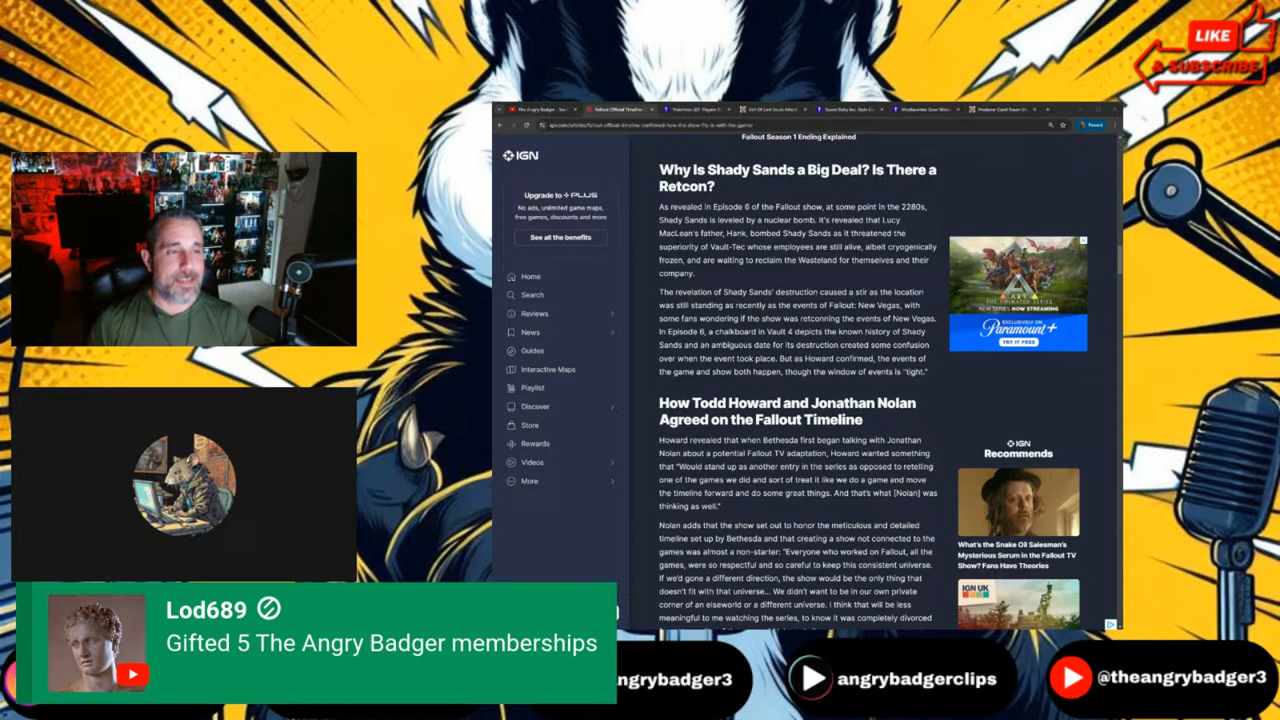 LIKE
& SUBSCRIBE
The Angry Badger
Fallout Official Timeline
Fallout Season 1 Ending Explained
IGN
Upgrade to PLUS
No ads, unlimited game maps,
free games, discounts and more
See all the benefits
Home
Search
Reviews
News
Guides
Interactive Maps
Playlist
Discover
Store
Rewards
Videos
More
Why Is Shady Sands a Big Deal? Is There a
Retcon?
As revealed in Episode 6 of the Fallout show, at some point in the 2280s,
Shady Sands is leveled by a nuclear bomb. It's revealed that Lucy
MacLean's father, Hank, bombed Shady Sands as it threatened the
superiority of Vault-Tec whose employees are still alive, albeit cryogenically
frozen, and are waiting to reclaim the Wasteland for themselves and their
company.
The revelation of Shady Sands' destruction caused a stir as the location
was still standing as recently as the events of Fallout: New Vegas, with
some fans wondering if the show was retconning the events of New Vegas.
In Episode 6, a chalkboard in Vault 4 depicts the known history of Shady
Sands and an ambiguous date for its destruction created some confusion
over when the event took place. But as Howard confirmed, the events of
the game and show both happen, though the window of events is "tight."
How Todd Howard and Jonathan Nolan
Agreed on the Fallout Timeline
Howard revealed that when Bethesda first began talking with Jonathan
Nolan about a potential Fallout TV adaptation, Howard wanted something
that "Would stand up as another entry in the series as opposed to retelling
one of the games we did and sort of treat it like we do a game and move
the timeline forward and do some great things. And that's what [Nolan] was
thinking as well."
Nolan adds that the show set out to honor the meticulous and detailed
timeline set up by Bethesda and that creating a show not connected to the
games was almost a non-starter: "Everyone who worked on Fallout, all the
games, were so respectful and so careful to keep this consistent universe.
If we'd gone a different direction, the show would be the only thing that
doesn't fit with that universe... We didn't want to be in our own private
corner of an elseworld or a different universe. I think that will be less
meaningful to me watching the series, to know it was completely divorced
ARK
THE ANIMATED SERIES
NEW SERIES NOW STREAMING
EXCLUSIVELY ON
Paramount+
TRY IT FREE
IGN
Recommends
What's the Snake Oil Salesman's
Mysterious Serum in the Fallout TV
Show? Fans Have Theories
IGN UK
Lod689
Gifted 5 The Angry Badger memberships
ngrybadger3
angrybadgerclips
@theangrybadger3